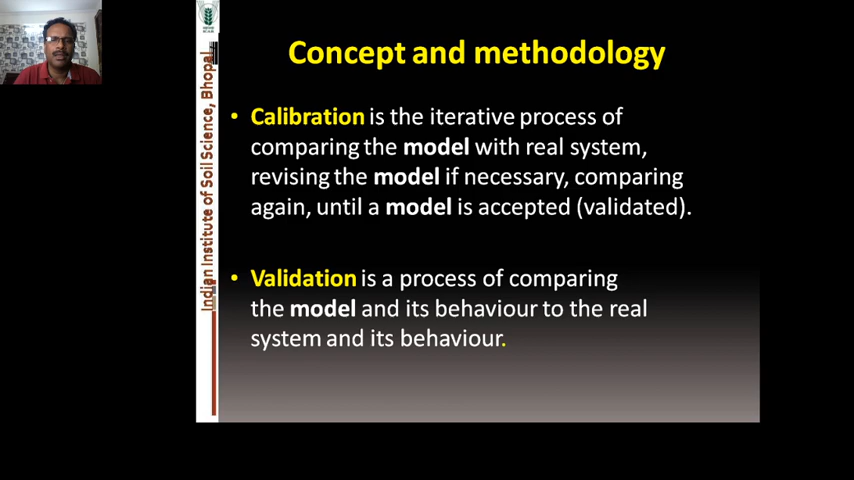 Concept and methodology
• Calibration is the iterative process of
comparing the model with real system,
revising the model if necessary, comparing
again, until a model is accepted (validated).
• Validation is a process of comparing
the model and its behaviour to the real
system and its behaviour.
Indian Institute of Soil Science, Bhopal